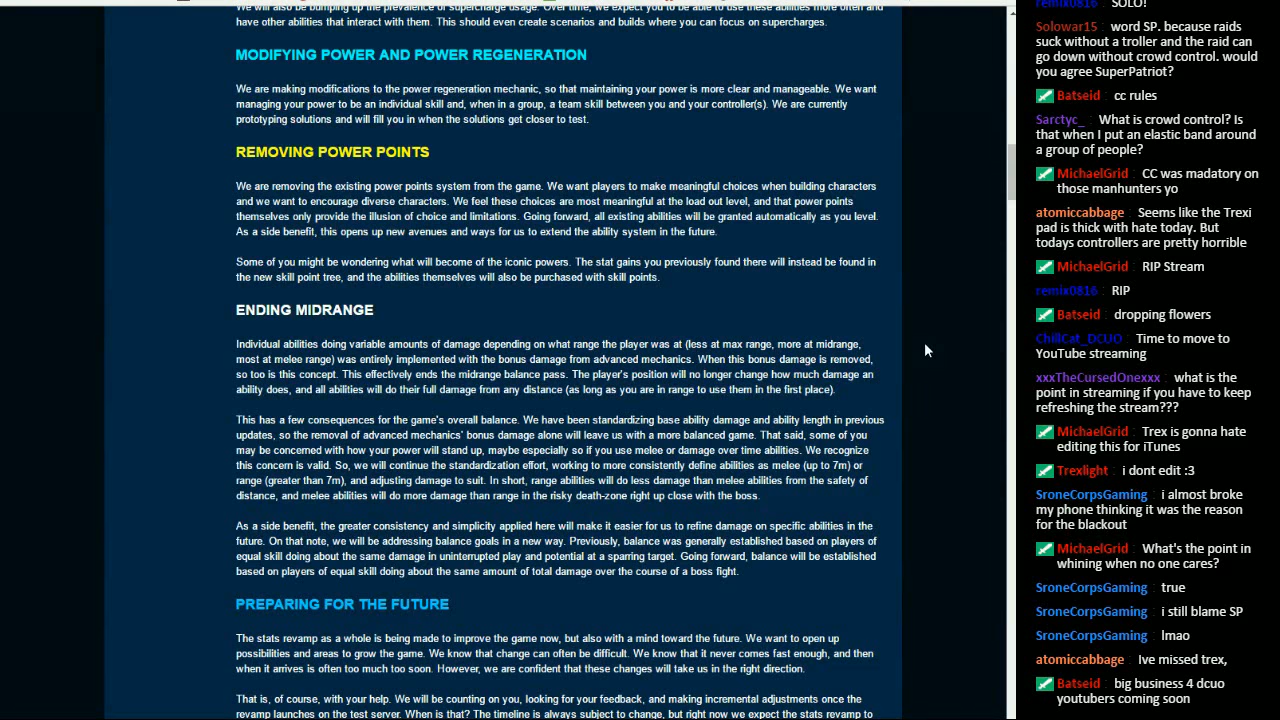 We will also be bumping up the prevalence of supercharge usage. Over time, we expect you to be able to use these abilities more often and
have other abilities that interact with them. This should even create scenarios and builds where you can focus on supercharges.
MODIFYING POWER AND POWER REGENERATION
We are making modifications to the power regeneration mechanic, so that maintaining your power is more clear and manageable. We want
managing your power to be an individual skill and, when in a group, a team skill between you and your controller(s). We are currently
prototyping solutions and will fill you in when the solutions get closer to test.
REMOVING POWER POINTS
We are removing the existing power points system from the game. We want players to make meaningful choices when building characters
and we want to encourage diverse characters. We feel these choices are most meaningful at the load out level, and that power points
themselves only provide the illusion of choice and limitations. Going forward, all existing abilities will be granted automatically as you level.
As a side benefit, this opens up new avenues and ways for us to extend the ability system in the future.
Some of you might be wondering what will become of the iconic powers. The stat gains you previously found there will instead be found in
the new skill point tree, and the abilities themselves will also be purchased with skill points.
ENDING MIDRANGE
Individual abilities doing variable amounts of damage depending on what range the player was at (less at max range, more at midrange,
most at melee range) was entirely implemented with the bonus damage from advanced mechanics. When this bonus damage is removed,
so too is this concept. This effectively ends the midrange balance pass. The player's position will no longer change how much damage an
ability does, and all abilities will do their full damage from any distance (as long as you are in range to use them in the first place).
This has a few consequences for the game's overall balance. We have been standardizing base ability damage and ability length in previous
updates, so the removal of advanced mechanics' bonus damage alone will leave us with a more balanced game. That said, some of you
may be concerned with how your power will stand up, maybe especially so if you use melee or damage over time abilities. We recognize
this concern is valid. So, we will continue the standardization effort, working to more consistently define abilities as melee (up to 7m) or
range (greater than 7m), and adjusting damage to suit. In short, range abilities will do less damage than melee abilities from the safety of
distance, and melee abilities will do more damage than range in the risky death-zone right up close with the boss.
As a side benefit, the greater consistency and simplicity applied here will make it easier for us to refine damage on specific abilities in the
future. On that note, we will be addressing balance goals in a new way. Previously, balance was generally established based on players of
equal skill doing about the same damage in uninterrupted play and potential at a sparring target. Going forward, balance will be established
based on players of equal skill doing about the same amount of total damage over the course of a boss fight.
PREPARING FOR THE FUTURE
The stats revamp as a whole is being made to improve the game now, but also with a mind toward the future. We want to open up
possibilities and areas to grow the game. We know that change can often be difficult. We know that it never comes fast enough, and then
when it arrives is often too much too soon. However, we are confident that these changes will take us in the right direction.
That is, of course, with your help. We will be counting on you, looking for your feedback, and making incremental adjustments once the
revamp launches on the test server. When is that? The timeline is always subject to change, but right now we expect the stats revamp to
remix0816 : SOLO!
Solowar15 : word SP. because raids
suck without a troller and the raid can
go down without crowd control. would
you agree SuperPatriot?
Batseid : cc rules
Sarctyc_ : What is crowd control? Is
that when I put an elastic band around
a group of people?
MichaelGrid : CC was madatory on
those manhunters yo
atomiccabbage : Seems like the Trexi
pad is thick with hate today. But
todays controllers are pretty horrible
MichaelGrid : RIP Stream
remix0816 : RIP
Batseid : dropping flowers
ChillCat_DCUO : Time to move to
YouTube streaming
xxxTheCursedOnexxx : what is the
point in streaming if you have to keep
refreshing the stream???
MichaelGrid : Trex is gonna hate
editing this for iTunes
Trexlight : i dont edit :3
SroneCorpsGaming : i almost broke
my phone thinking it was the reason
for the blackout
MichaelGrid : What's the point in
whining when no one cares?
SroneCorpsGaming : true
SroneCorpsGaming : i still blame SP
SroneCorpsGaming : lmao
atomiccabbage : Ive missed trex,
Batseid : big business 4 dcuo
youtubers coming soon